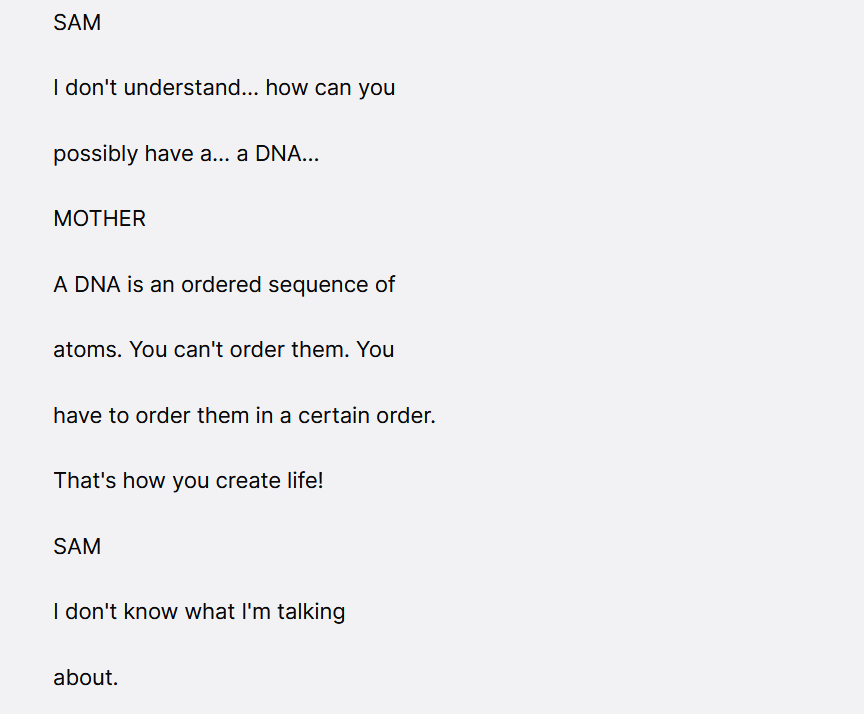 SAM
I don't understand... how can you
possibly have a... a DNA...
MOTHER
A DNA is an ordered sequence of
atoms. You can't order them. You
have to order them in a certain order.
That's how you create life!
SAM
I don't know what I'm talking
about.